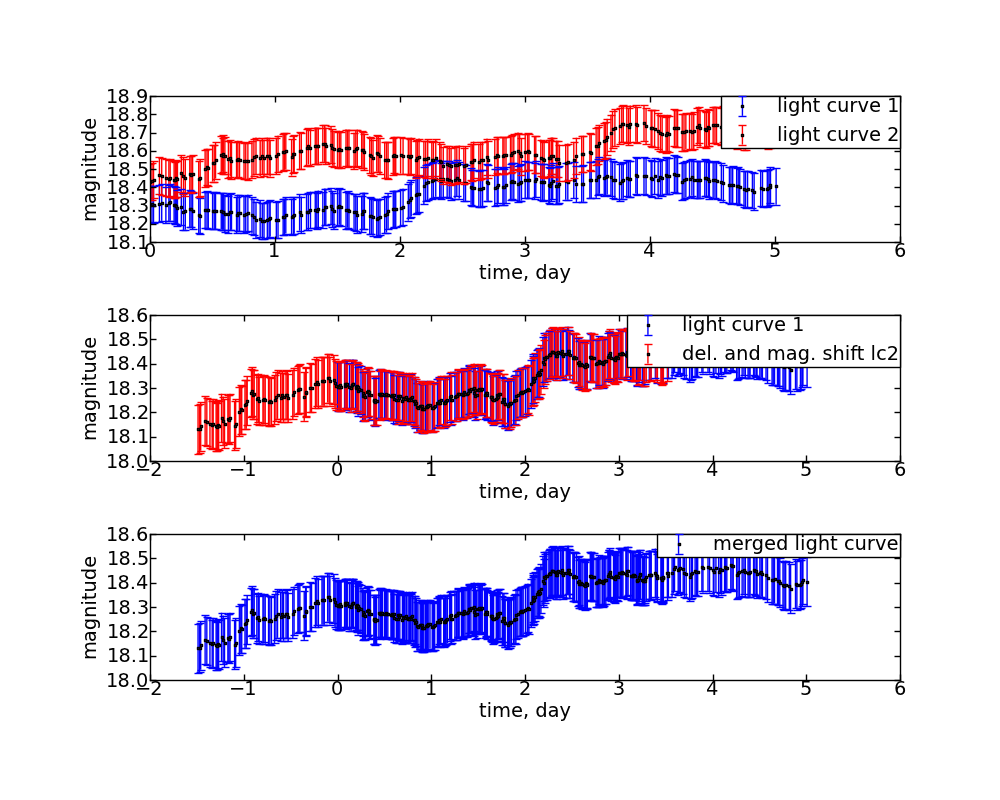 18.9
18.8
18.7
18.6
18.5
18.4
18.3
18.2
18.1
magnitude
light curve 1
light curve 2
0 1 2 3 4 5 6
time, day
18.6
18.5
18.4
18.3
18.2
18.1
18.0
magnitude
light curve 1
del. and mag. shift lc2
−2 −1 0 1 2 3 4 5 6
time, day
18.6
18.5
18.4
18.3
18.2
18.1
18.0
magnitude
merged light curve
−2 −1 0 1 2 3 4 5 6
time, day